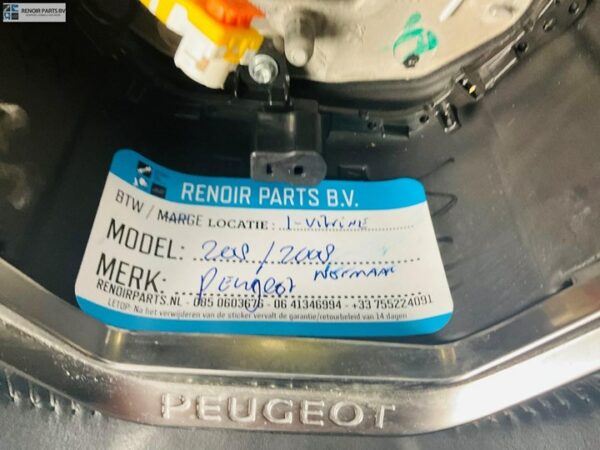 RENOIR PARTS BV
RENOIR PARTS B.V.
BTW / MARGE LOCATIE : 1-Vitrine
MODEL: 208/2008
MERK: Peugeot Normaal
RENOIRPARTS.NL - 085 0603676 - 06 41346994 - +33 755224091
LETOP: Na het verwijderen van de sticker vervalt de garantie/retourbeleid van 14 dagen
PEUGEOT